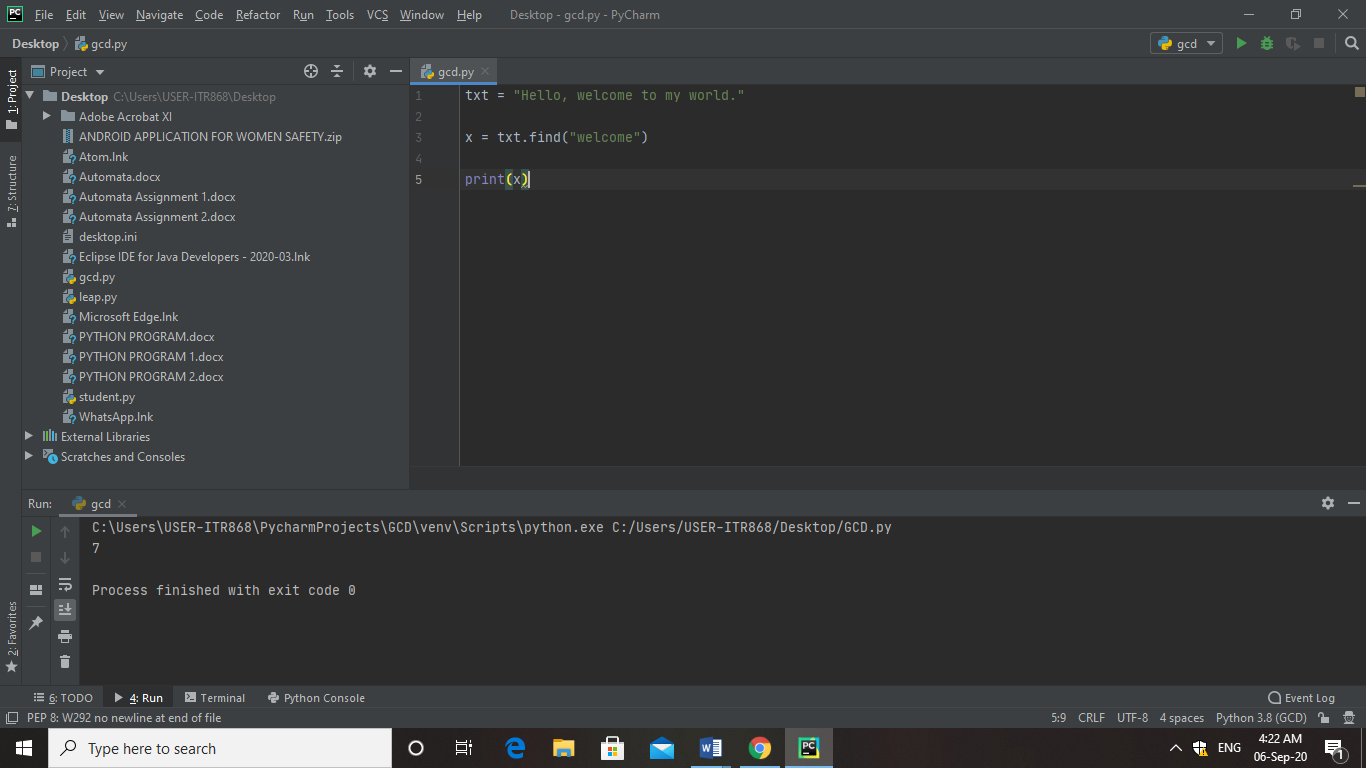 File Edit View Navigate Code Refactor Run Tools VCS Window Help Desktop - gcd.py - PyCharm
Desktop gcd.py gcd
1: Project
7: Structure
2: Favorites
Project
Desktop C:\Users\USER-ITR868\Desktop
Adobe Acrobat XI
ANDROID APPLICATION FOR WOMEN SAFETY.zip
Atom.lnk
Automata.docx
Automata Assignment 1.docx
Automata Assignment 2.docx
desktop.ini
Eclipse IDE for Java Developers - 2020-03.lnk
gcd.py
leap.py
Microsoft Edge.lnk
PYTHON PROGRAM.docx
PYTHON PROGRAM 1.docx
PYTHON PROGRAM 2.docx
student.py
WhatsApp.lnk
External Libraries
Scratches and Consoles
gcd.py
1 txt = "Hello, welcome to my world."
2
3 x = txt.find("welcome")
4
5 print(x)
Run: gcd
C:\Users\USER-ITR868\PycharmProjects\GCD\venv\Scripts\python.exe C:/Users/USER-ITR868/Desktop/GCD.py
7
Process finished with exit code 0
6: TODO 4: Run Terminal Python Console Event Log
PEP 8: W292 no newline at end of file 5:9 CRLF UTF-8 4 spaces Python 3.8 (GCD)
Type here to search ENG 4:22 AM
06-Sep-20 1